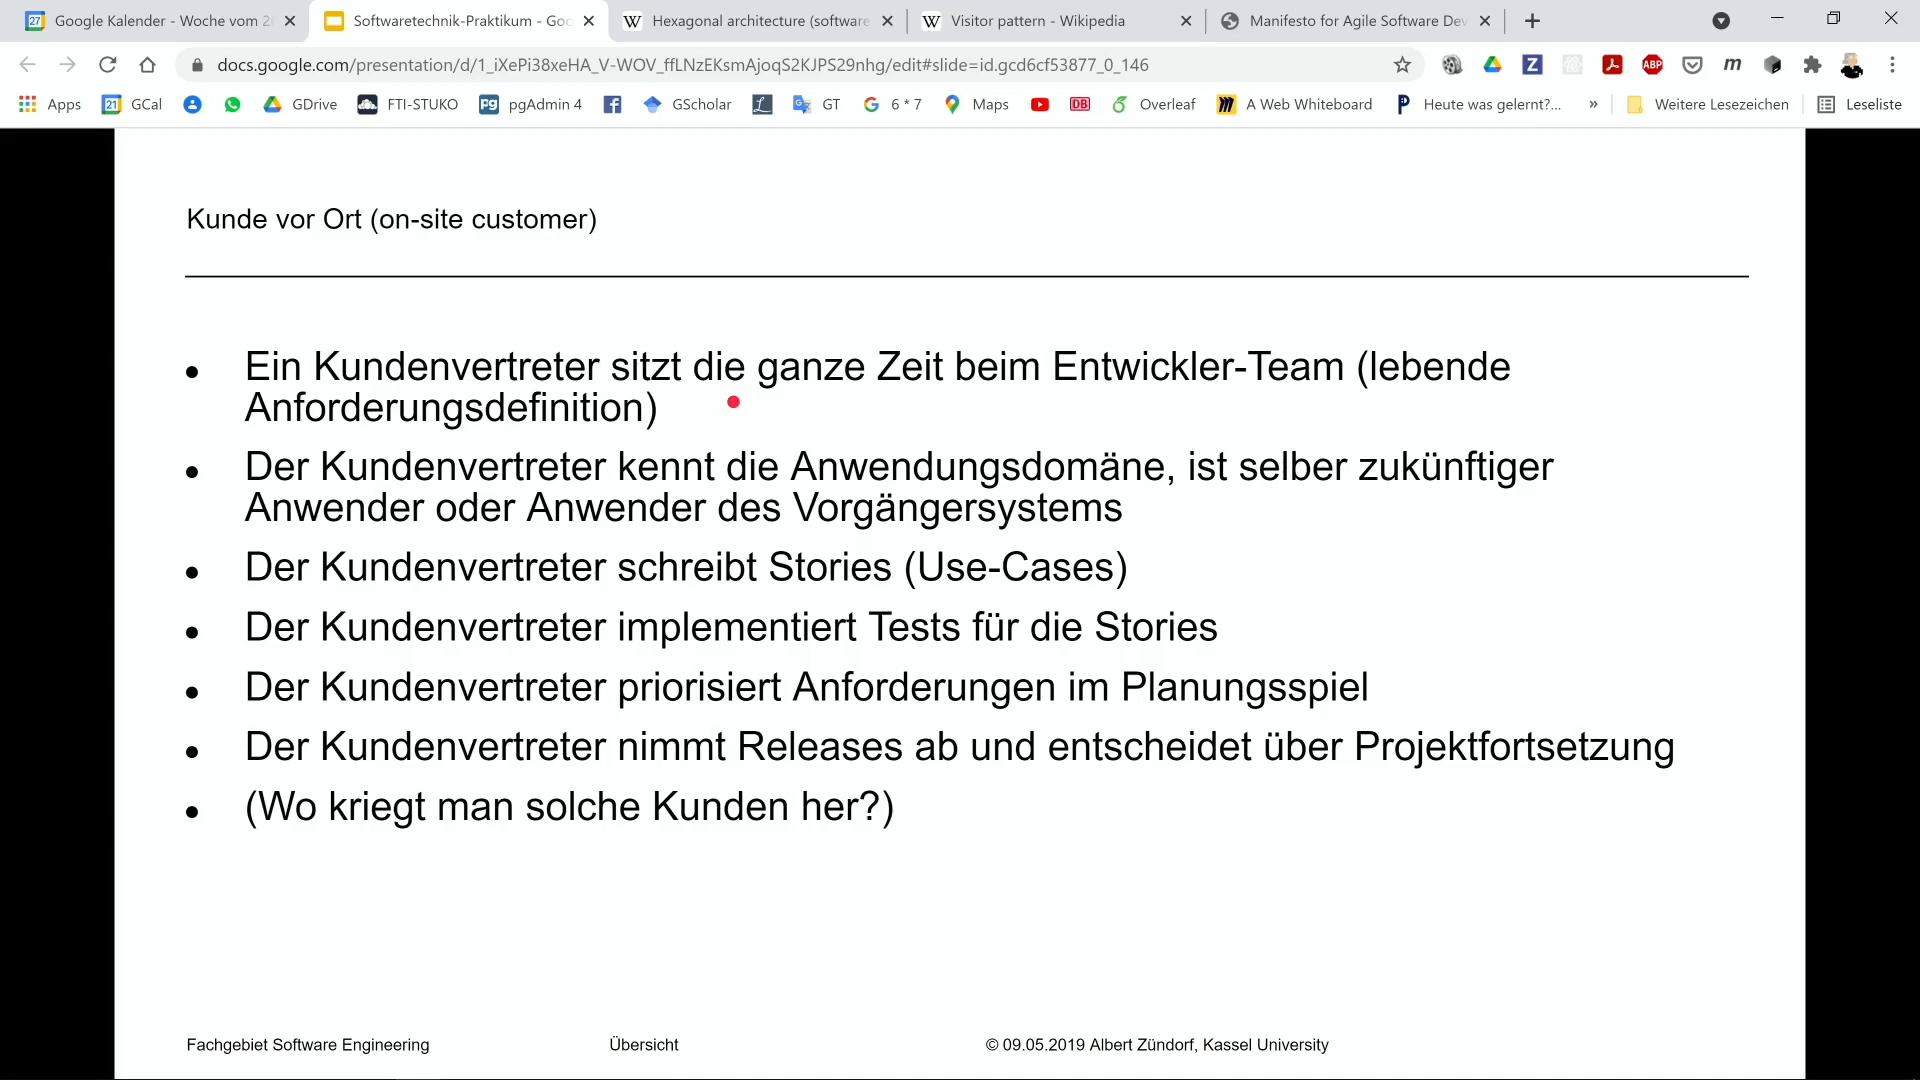 Google Kalender - Woche vom 2
Softwaretechnik-Praktikum - Goo
Hexagonal architecture (software
Visitor pattern - Wikipedia
Manifesto for Agile Software Dev
docs.google.com/presentation/d/1_iXePi38xeHA_V-WOV_ffLNzEKsmAjoqS2KJPS29nhg/edit#slide=id.gcd6cf53877_0_146
Apps
GCal
GDrive
FTI-STUKO
pgAdmin 4
GScholar
GT
6 * 7
Maps
DB
Overleaf
A Web Whiteboard
Heute was gelernt?...
»
Weitere Lesezeichen
Leseliste
Kunde vor Ort (on-site customer)
• Ein Kundenvertreter sitzt die ganze Zeit beim Entwickler-Team (lebende
Anforderungsdefinition)
• Der Kundenvertreter kennt die Anwendungsdomäne, ist selber zukünftiger
Anwender oder Anwender des Vorgängersystems
• Der Kundenvertreter schreibt Stories (Use-Cases)
• Der Kundenvertreter implementiert Tests für die Stories
• Der Kundenvertreter priorisiert Anforderungen im Planungsspiel
• Der Kundenvertreter nimmt Releases ab und entscheidet über Projektfortsetzung
• (Wo kriegt man solche Kunden her?)
Fachgebiet Software Engineering
Übersicht
© 09.05.2019 Albert Zündorf, Kassel University